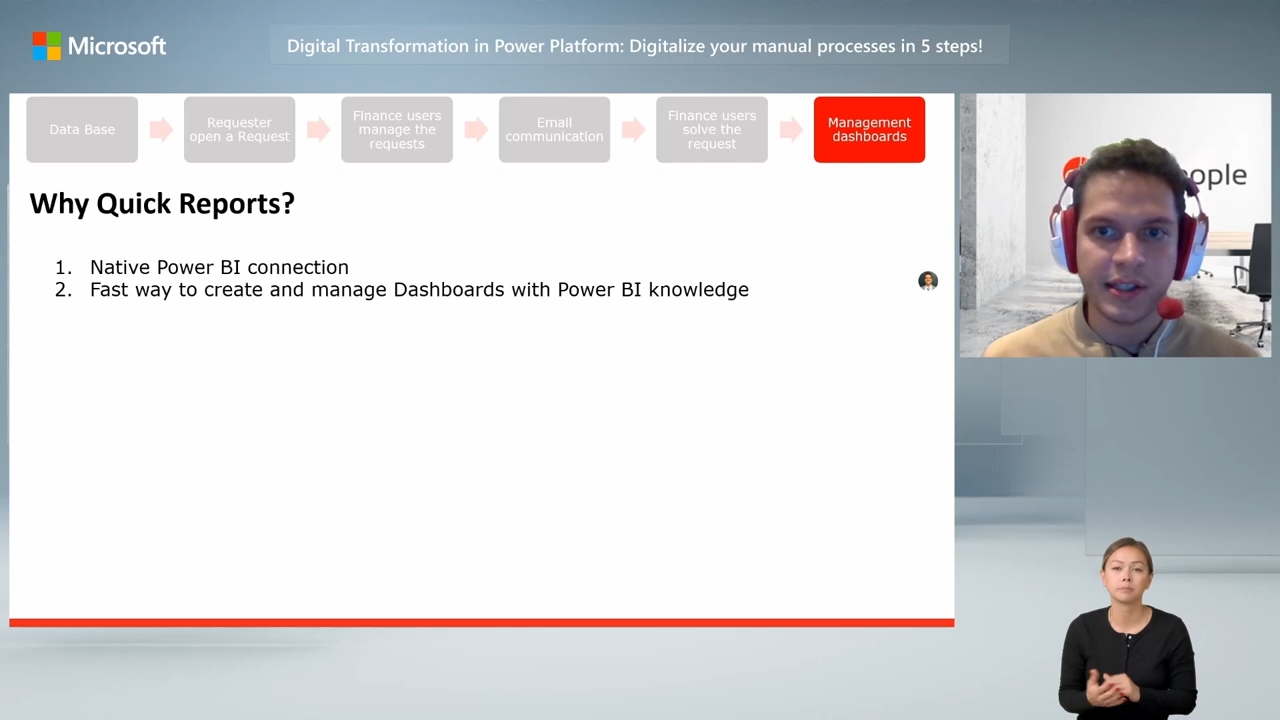 Microsoft
Digital Transformation in Power Platform: Digitalize your manual processes in 5 steps!
Data Base
Requester
open a Request
Finance users
manage the
requests
Email
communication
Finance users
solve the
request
Management
dashboards
Why Quick Reports?
1. Native Power BI connection
2. Fast way to create and manage Dashboards with Power BI knowledge